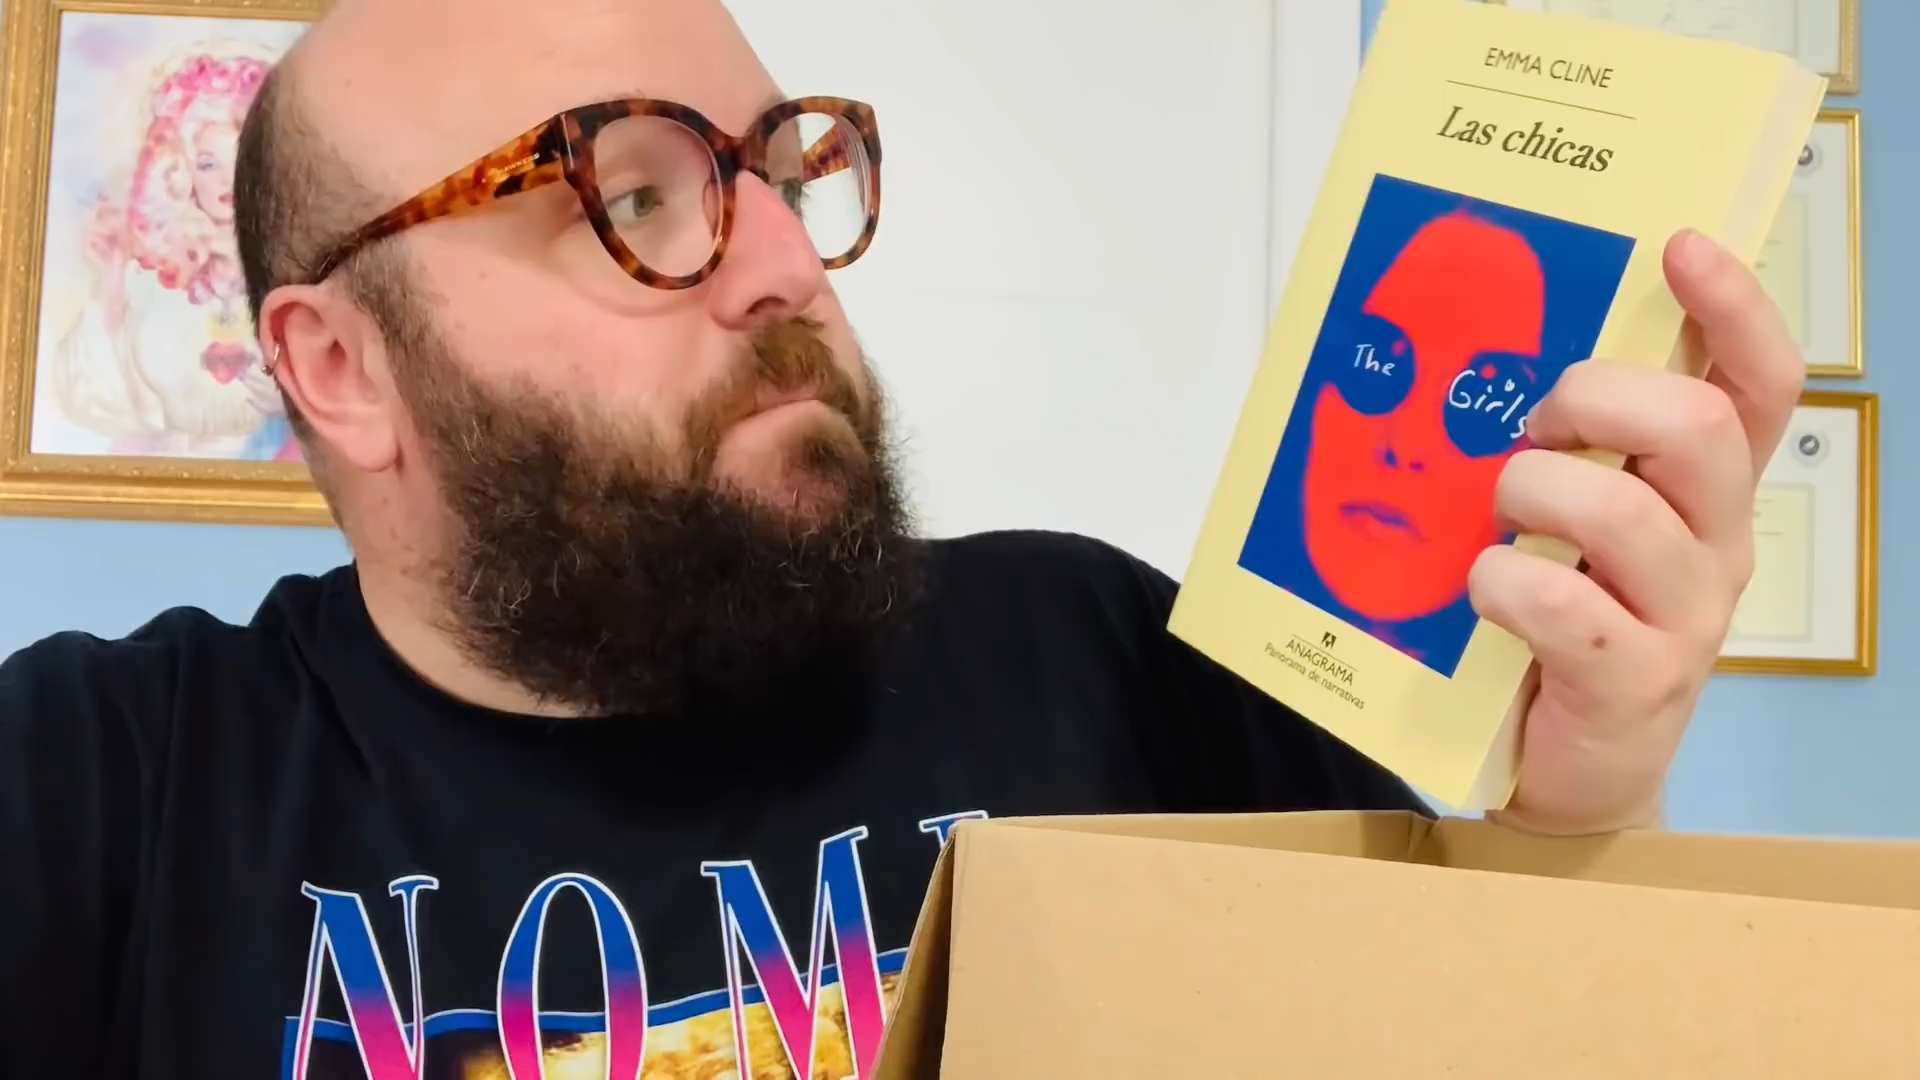 EMMA CLINE
Las chicas
The
Girls
ANAGRAMA
Panorama de narrativas
NOM